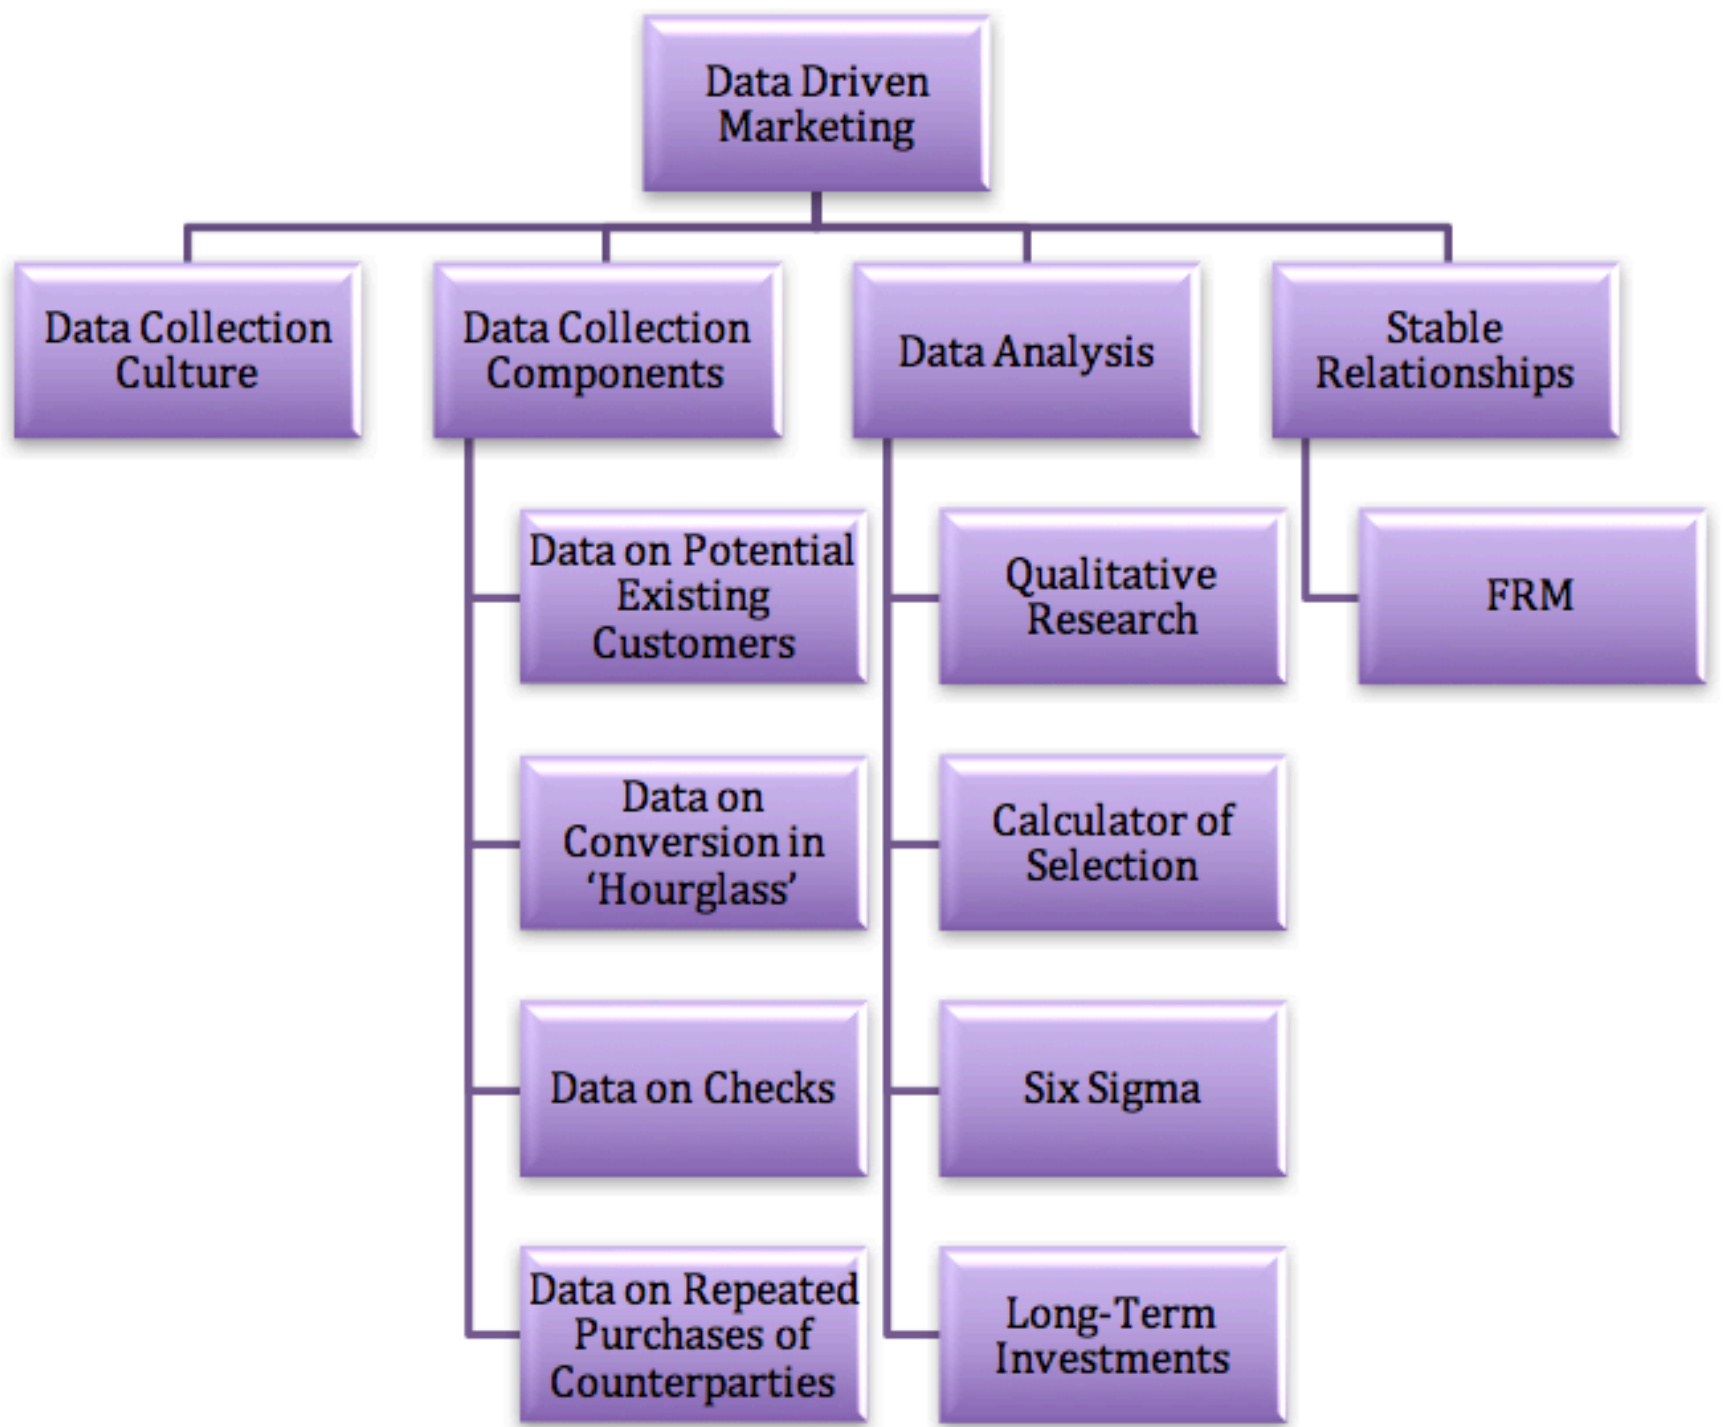 Data Driven
Marketing
Data Collection
Culture
Data Collection
Components
Data Analysis
Stable
Relationships
Data on Potential
Existing
Customers
Data on
Conversion in
‘Hourglass’
Data on Checks
Data on Repeated
Purchases of
Counterparties
Qualitative
Research
Calculator of
Selection
Six Sigma
Long-Term
Investments
FRM